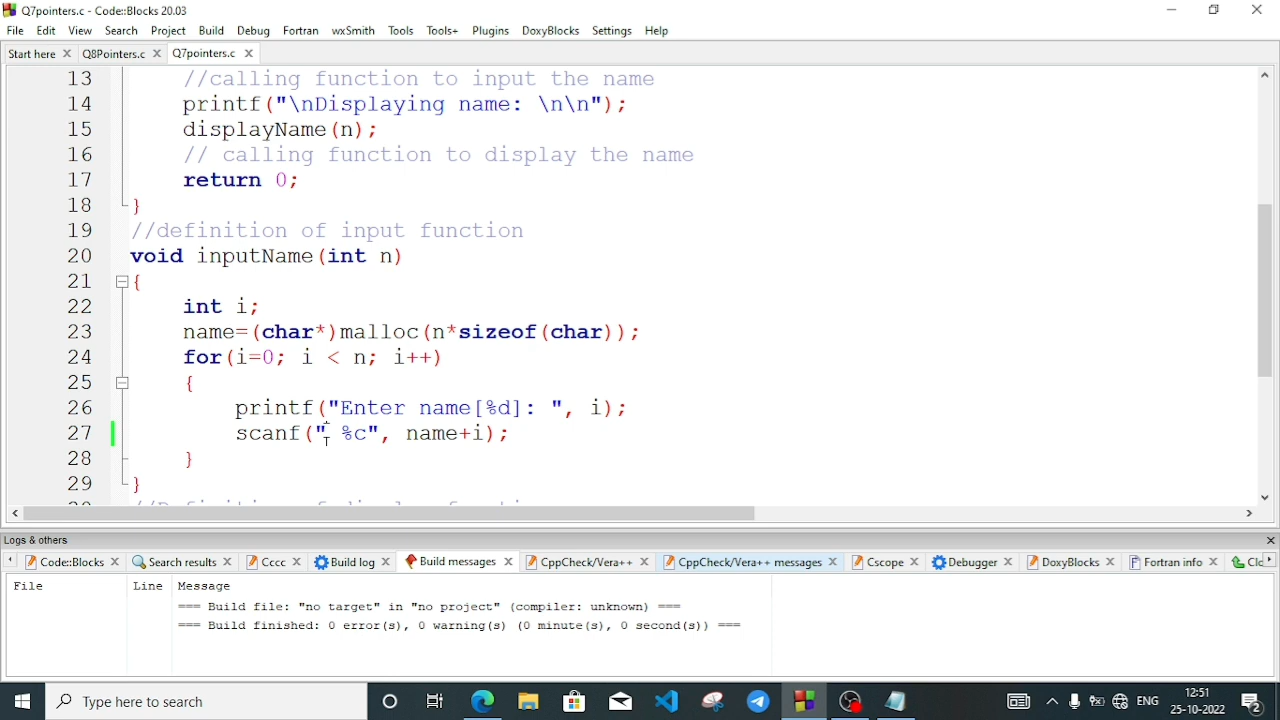 Q7pointers.c - Code::Blocks 20.03
File Edit View Search Project Build Debug Fortran wxSmith Tools Tools+ Plugins DoxyBlocks Settings Help
Start here Q8Pointers.c Q7pointers.c
13 //calling function to input the name
14 printf("\nDisplaying name: \n\n");
15 displayName(n);
16 // calling function to display the name
17 return 0;
18 }
19 //definition of input function
20 void inputName(int n)
21 {
22 int i;
23 name=(char*)malloc(n*sizeof(char));
24 for(i=0; i < n; i++)
25 {
26 printf("Enter name[%d]: ", i);
27 scanf(" %c", name+i);
28 }
29 }
Logs & others
Code::Blocks Search results Cccc Build log Build messages CppCheck/Vera++ CppCheck/Vera++ messages Cscope Debugger DoxyBlocks Fortran info
File Line Message
=== Build file: "no target" in "no project" (compiler: unknown) ===
=== Build finished: 0 error(s), 0 warning(s) (0 minute(s), 0 second(s)) ===
Type here to search
ENG
12:51
25-10-2022
2